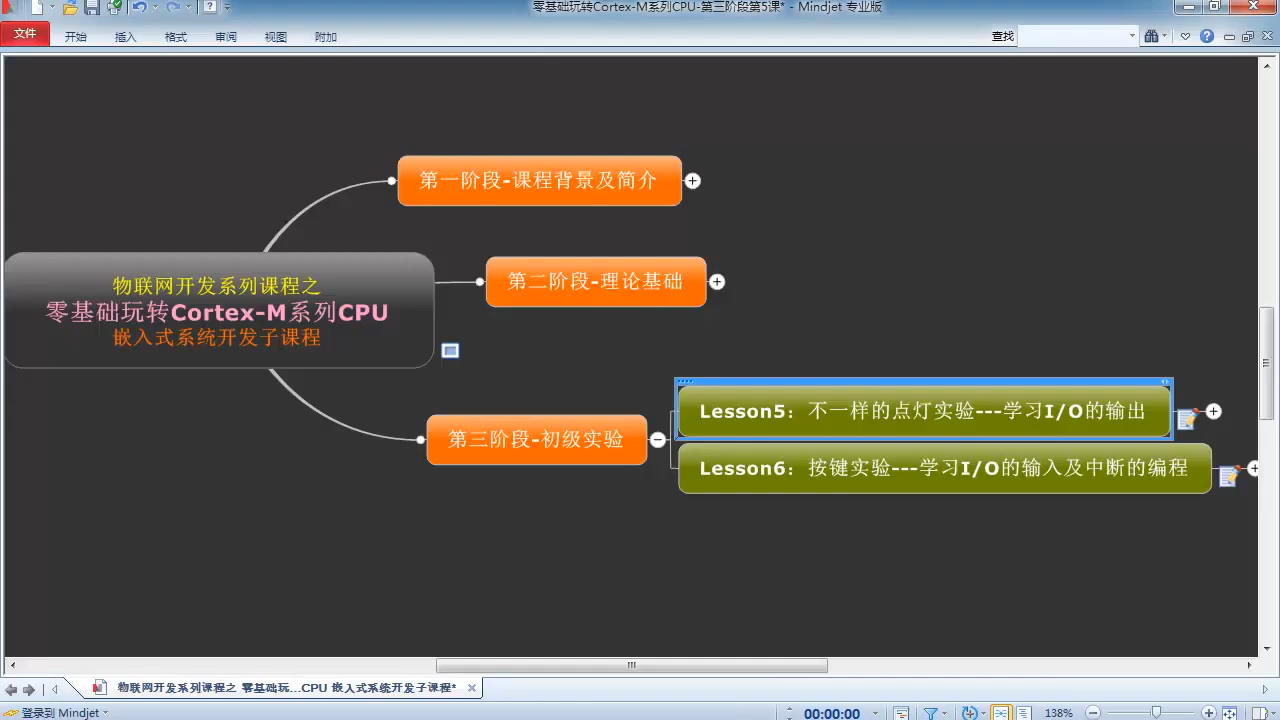 零基础玩转Cortex-M系列CPU-第三阶段第5课* - Mindjet 专业版
文件 开始 插入 格式 审阅 视图 附加 查找
第一阶段-课程背景及简介
第二阶段-理论基础
物联网开发系列课程之
零基础玩转Cortex-M系列CPU
嵌入式系统开发子课程
第三阶段-初级实验
Lesson5：不一样的点灯实验---学习I/O的输出
Lesson6：按键实验---学习I/O的输入及中断的编程
物联网开发系列课程之 零基础玩...CPU 嵌入式系统开发子课程*
登录到 Mindjet 00:00:00 138%